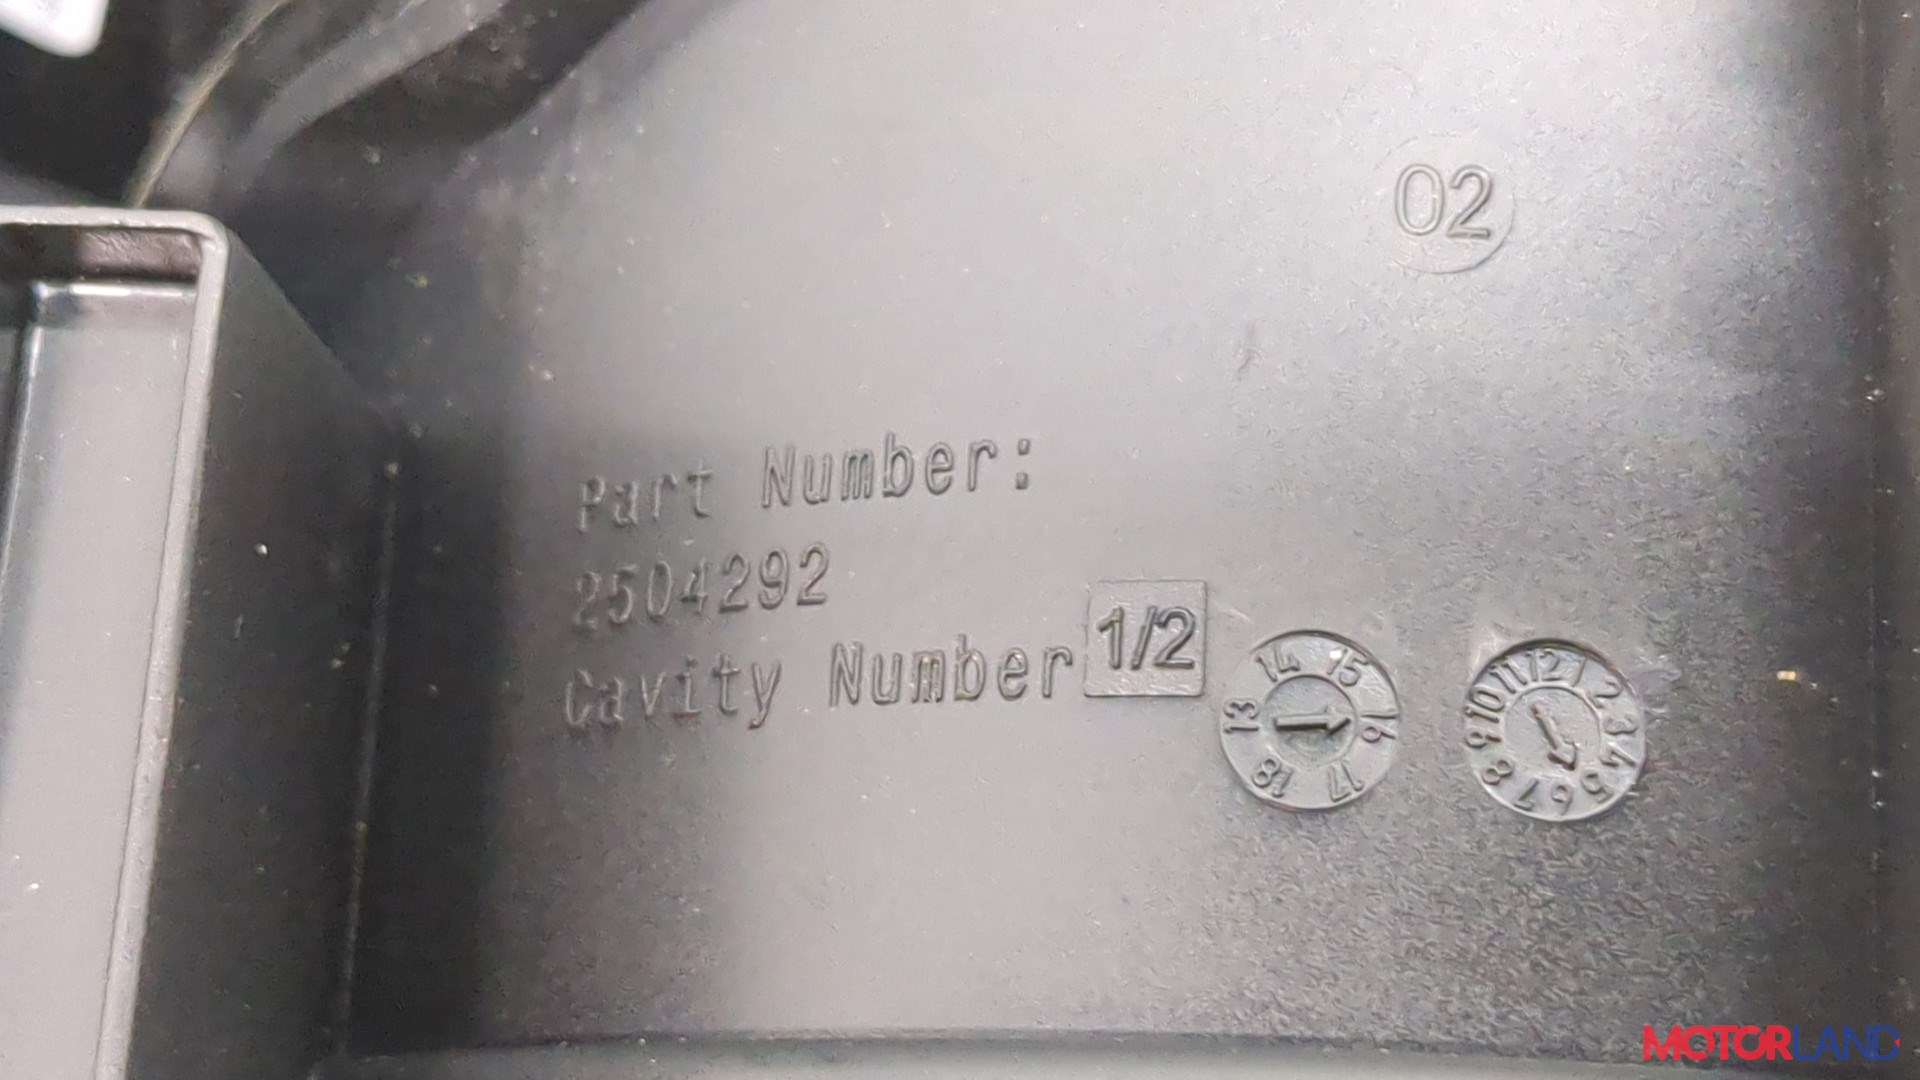 02
Part Number:
2504292
Cavity Number 1/2
13 14 15 16 17 18
1 2 3 4 5 6 7 8 9 10 11 12
MOTORLAND